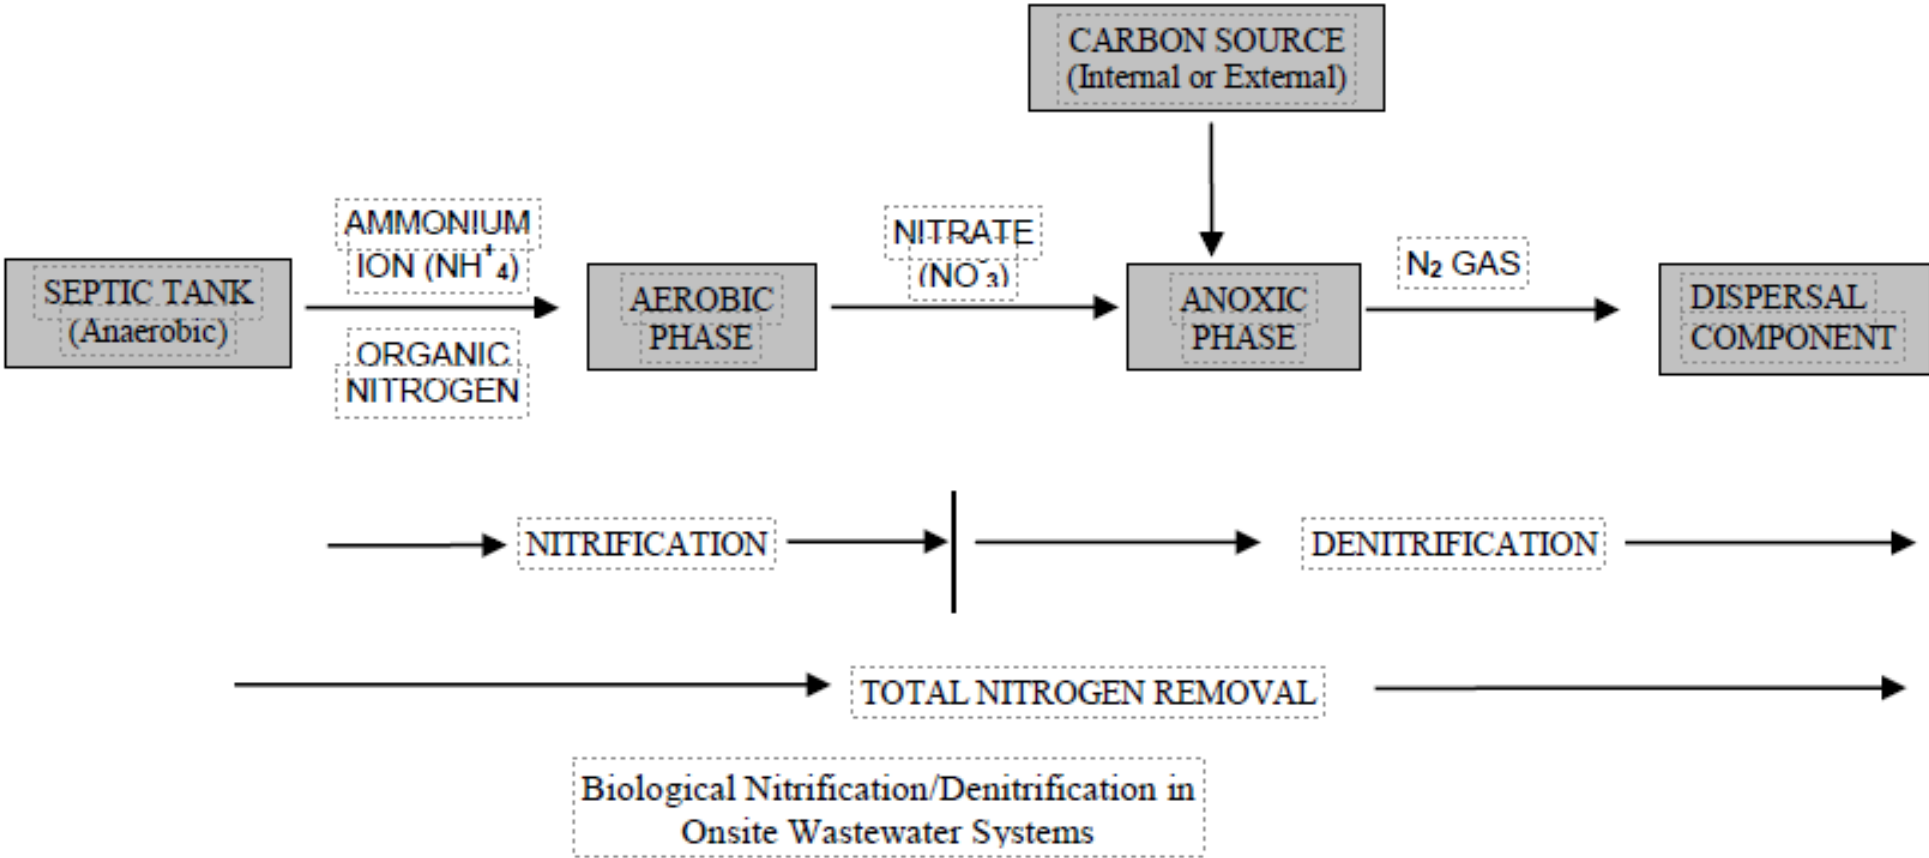 CARBON SOURCE
(Internal or External)
AMMONIUM
ION (NH⁺₄)
NITRATE
(NO⁻₃)
N₂ GAS
SEPTIC TANK
(Anaerobic)
AEROBIC
PHASE
ANOXIC
PHASE
DISPERSAL
COMPONENT
ORGANIC
NITROGEN
NITRIFICATION
DENITRIFICATION
TOTAL NITROGEN REMOVAL
Biological Nitrification/Denitrification in
Onsite Wastewater Systems